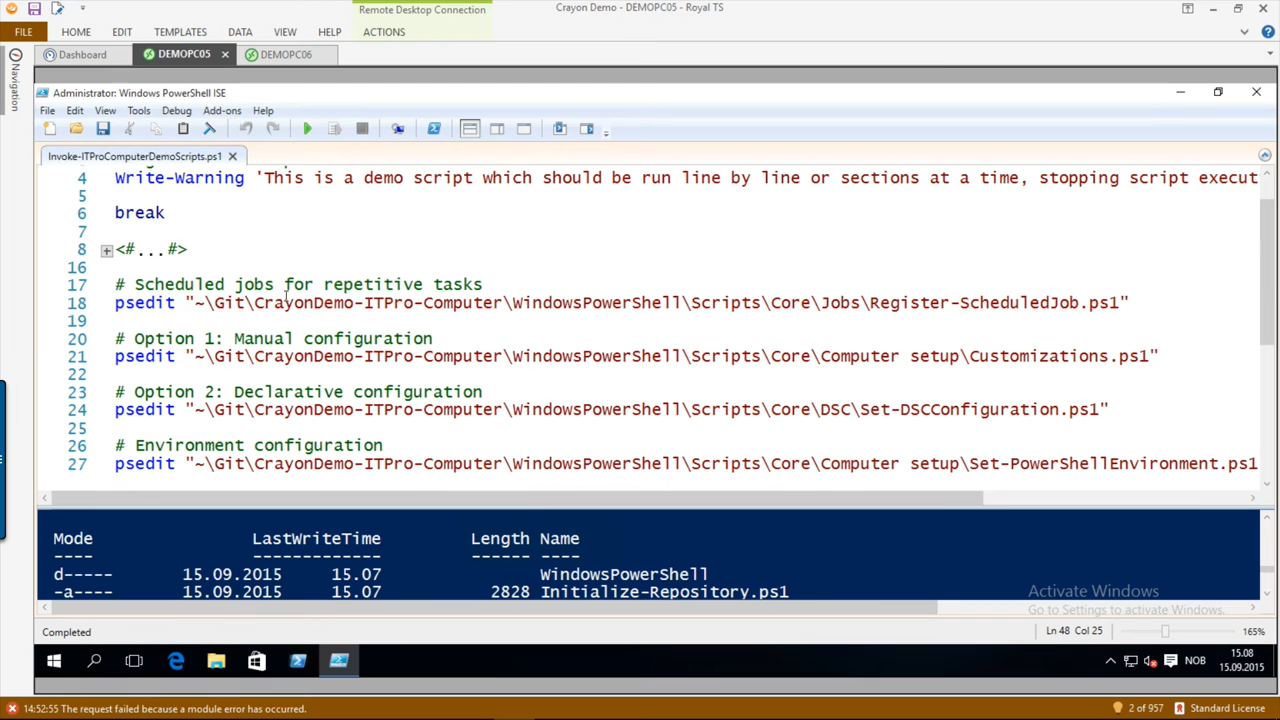 Remote Desktop Connection
Crayon Demo - DEMOPC05 - Royal TS
FILE HOME EDIT TEMPLATES DATA VIEW HELP ACTIONS
Dashboard DEMOPC05 DEMOPC06
Navigation
Administrator: Windows PowerShell ISE
File Edit View Tools Debug Add-ons Help
Invoke-ITProComputerDemoScripts.ps1
4 Write-Warning 'This is a demo script which should be run line by line or sections at a time, stopping script execut
5
6 break
7
8 <#...#>
16
17 # Scheduled jobs for repetitive tasks
18 psedit "~\Git\CrayonDemo-ITPro-Computer\WindowsPowerShell\Scripts\Core\Jobs\Register-ScheduledJob.ps1"
19
20 # Option 1: Manual configuration
21 psedit "~\Git\CrayonDemo-ITPro-Computer\WindowsPowerShell\Scripts\Core\Computer setup\Customizations.ps1"
22
23 # Option 2: Declarative configuration
24 psedit "~\Git\CrayonDemo-ITPro-Computer\WindowsPowerShell\Scripts\Core\DSC\Set-DSCConfiguration.ps1"
25
26 # Environment configuration
27 psedit "~\Git\CrayonDemo-ITPro-Computer\WindowsPowerShell\Scripts\Core\Computer setup\Set-PowerShellEnvironment.ps1
Mode LastWriteTime Length Name
---- ------------- ------ ----
d----- 15.09.2015 15.07 WindowsPowerShell
-a---- 15.09.2015 15.07 2828 Initialize-Repository.ps1
Activate Windows
Go to Settings to activate Windows.
Completed Ln 48 Col 25 165%
NOB
15.08
15.09.2015
14:52:55 The request failed because a module error has occurred. 2 of 957 Standard License